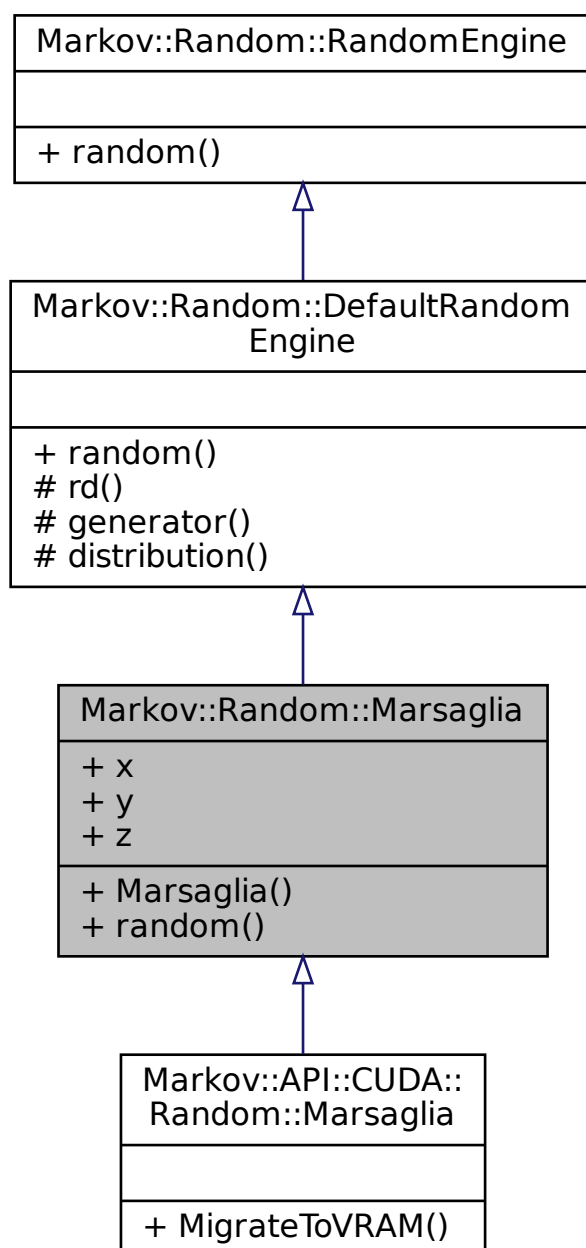 Markov::Random::RandomEngine
+ random()
Markov::Random::DefaultRandom
Engine
+ random()
# rd()
# generator()
# distribution()
Markov::Random::Marsaglia
+ x
+ y
+ z
+ Marsaglia()
+ random()
Markov::API::CUDA::
Random::Marsaglia
+ MigrateToVRAM()